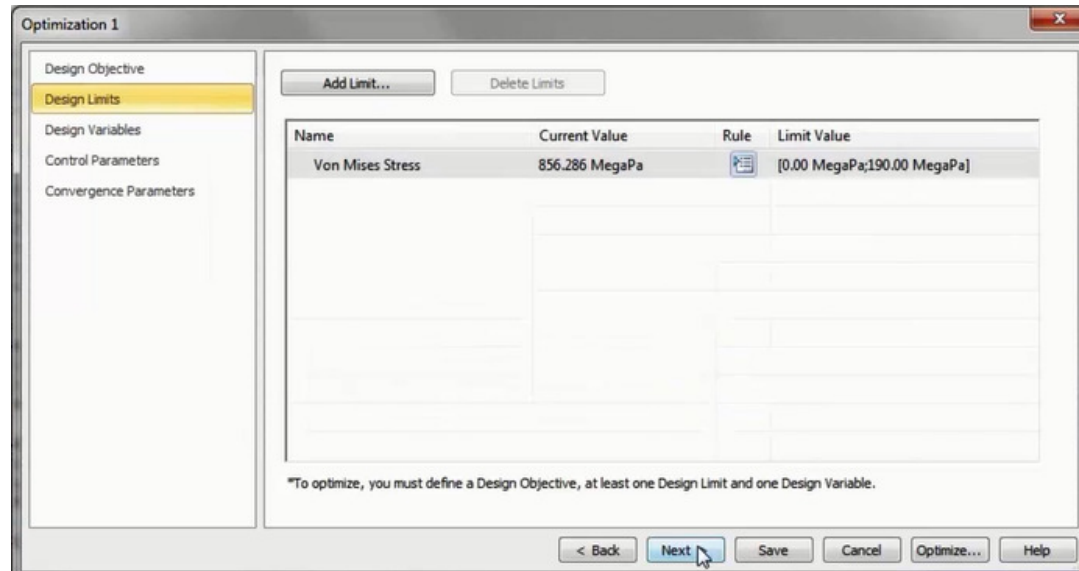 Optimization 1
Design Objective
Design Limits
Design Variables
Control Parameters
Convergence Parameters
Add Limit...
Delete Limits
Name Current Value Rule Limit Value
Von Mises Stress 856.286 MegaPa [0.00 MegaPa;190.00 MegaPa]
*To optimize, you must define a Design Objective, at least one Design Limit and one Design Variable.
< Back Next Save Cancel Optimize... Help